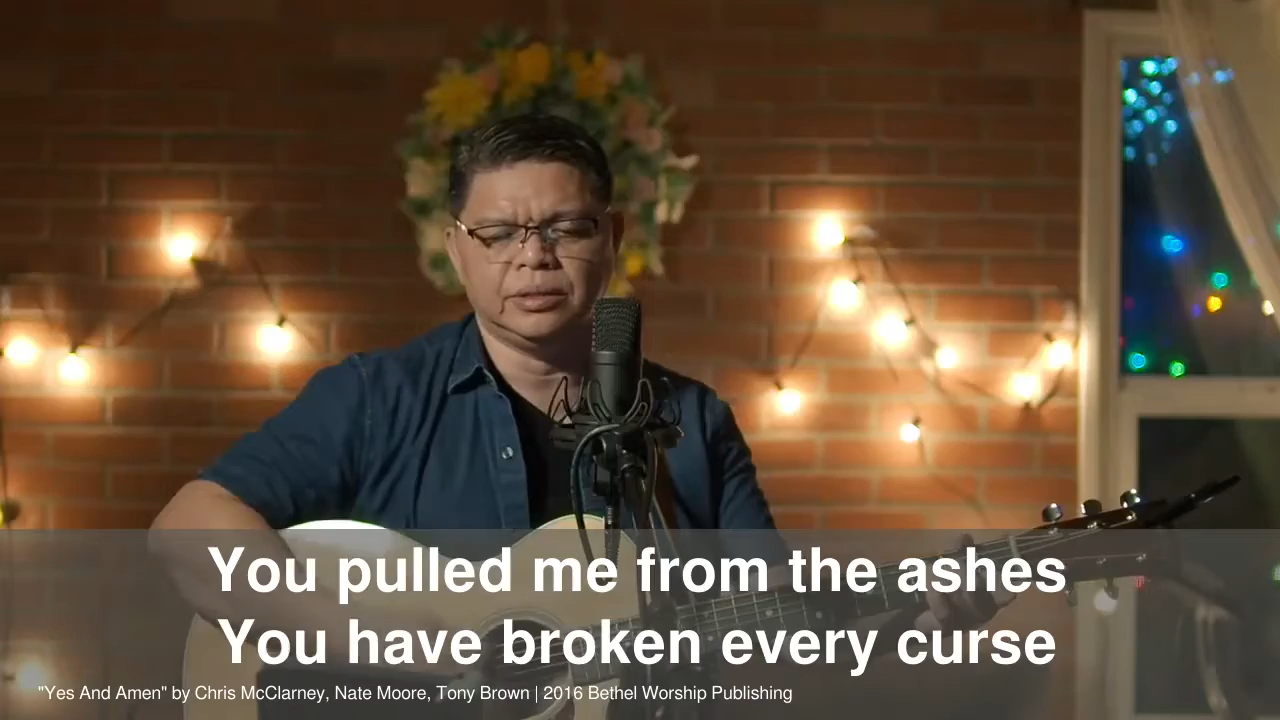 You pulled me from the ashes
You have broken every curse
"Yes And Amen" by Chris McClarney, Nate Moore, Tony Brown | 2016 Bethel Worship Publishing